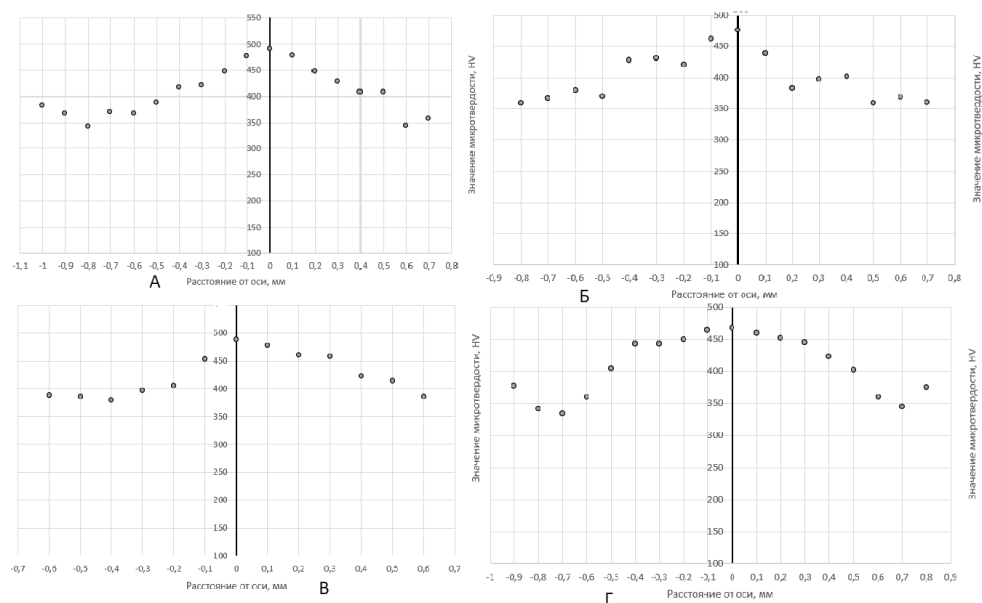 550
500
450
400
350
300
250
200
150
100
-1,1 -1 -0,9 -0,8 -0,7 -0,6 -0,5 -0,4 -0,3 -0,2 -0,1 0 0,1 0,2 0,3 0,4 0,5 0,6 0,7 0,8
Расстояние от оси, мм
А
Значение микротвердости, HV
500
450
400
350
300
250
200
150
100
-0,9 -0,8 -0,7 -0,6 -0,5 -0,4 -0,3 -0,2 -0,1 0 0,1 0,2 0,3 0,4 0,5 0,6 0,7 0,8
Расстояние от оси, мм
Б
Значение микротвердости, HV
500
450
400
350
300
250
200
150
100
-0,7 -0,6 -0,5 -0,4 -0,3 -0,2 -0,1 0 0,1 0,2 0,3 0,4 0,5 0,6 0,7
Расстояние от оси, мм
В
Значение микротвердости, HV
500
450
400
350
300
250
200
150
100
-1 -0,9 -0,8 -0,7 -0,6 -0,5 -0,4 -0,3 -0,2 -0,1 0 0,1 0,2 0,3 0,4 0,5 0,6 0,7 0,8 0,9
Расстояние от оси, мм
Г
Значение микротвердости, HV